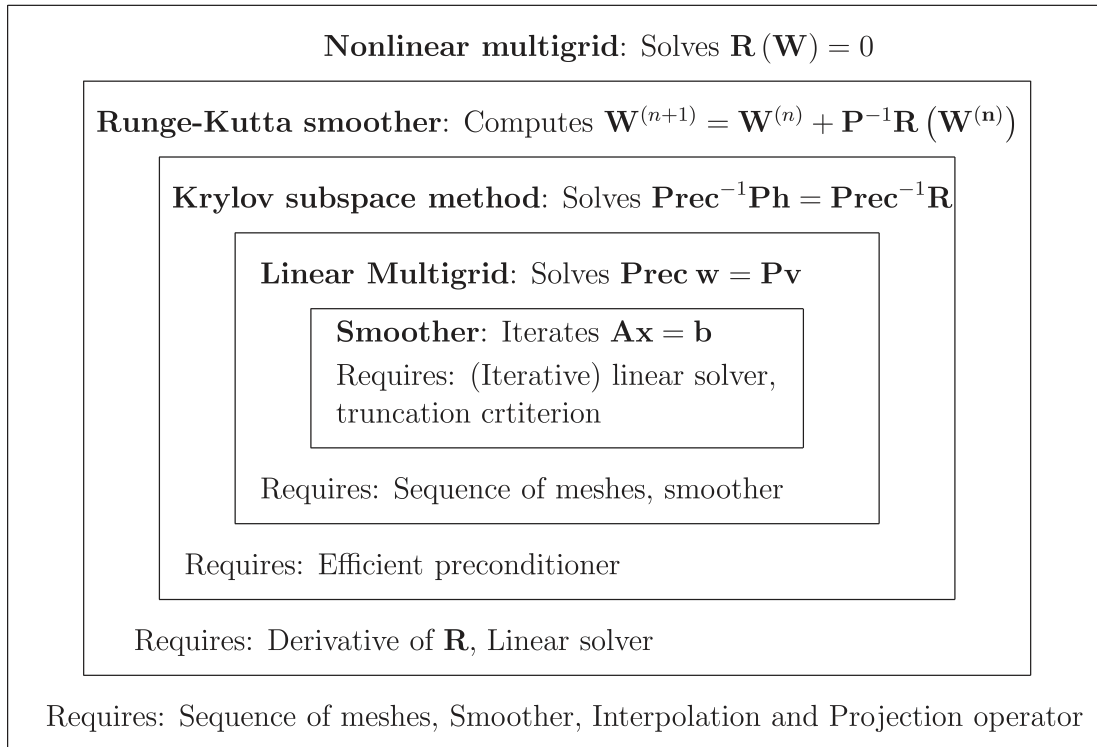 Nonlinear multigrid: Solves R (W) = 0
Runge-Kutta smoother: Computes W^(n+1) = W^(n) + P^−1 R (W^(n))
Krylov subspace method: Solves Prec^−1 Ph = Prec^−1 R
Linear Multigrid: Solves Prec w = Pv
Smoother: Iterates Ax = b
Requires: (Iterative) linear solver,
truncation crtiterion
Requires: Sequence of meshes, smoother
Requires: Efficient preconditioner
Requires: Derivative of R, Linear solver
Requires: Sequence of meshes, Smoother, Interpolation and Projection operator